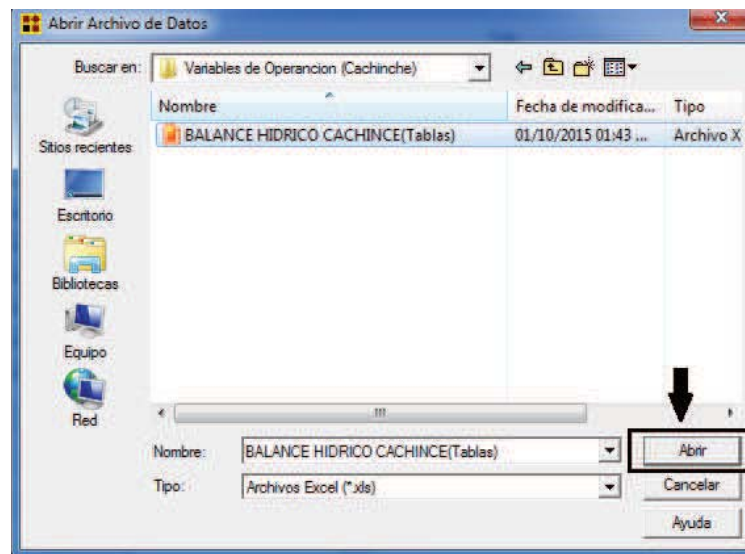 Abrir Archivo de Datos
X
Buscar en: Variables de Operancion (Cachinche)
Nombre Fecha de modifica... Tipo
BALANCE HIDRICO CACHINCE(Tablas) 01/10/2015 01:43 ... Archivo X
Sitios recientes
Escritorio
Bibliotecas
Equipo
Red
Nombre: BALANCE HIDRICO CACHINCE(Tablas) Abrir
Tipo: Archivos Excel (*.xls) Cancelar
Ayuda